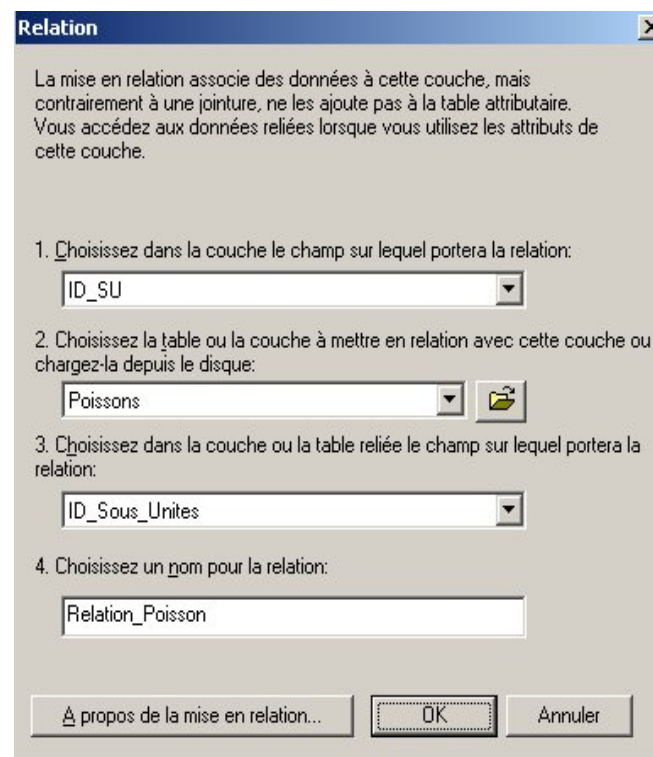 Relation
La mise en relation associe des données à cette couche, mais
contrairement à une jointure, ne les ajoute pas à la table attributaire.
Vous accédez aux données reliées lorsque vous utilisez les attributs de
cette couche.
1. Choisissez dans la couche le champ sur lequel portera la relation:
ID_SU
2. Choisissez la table ou la couche à mettre en relation avec cette couche ou
chargez-la depuis le disque:
Poissons
3. Choisissez dans la couche ou la table reliée le champ sur lequel portera la
relation:
ID_Sous_Unites
4. Choisissez un nom pour la relation:
Relation_Poisson
A propos de la mise en relation...
OK
Annuler